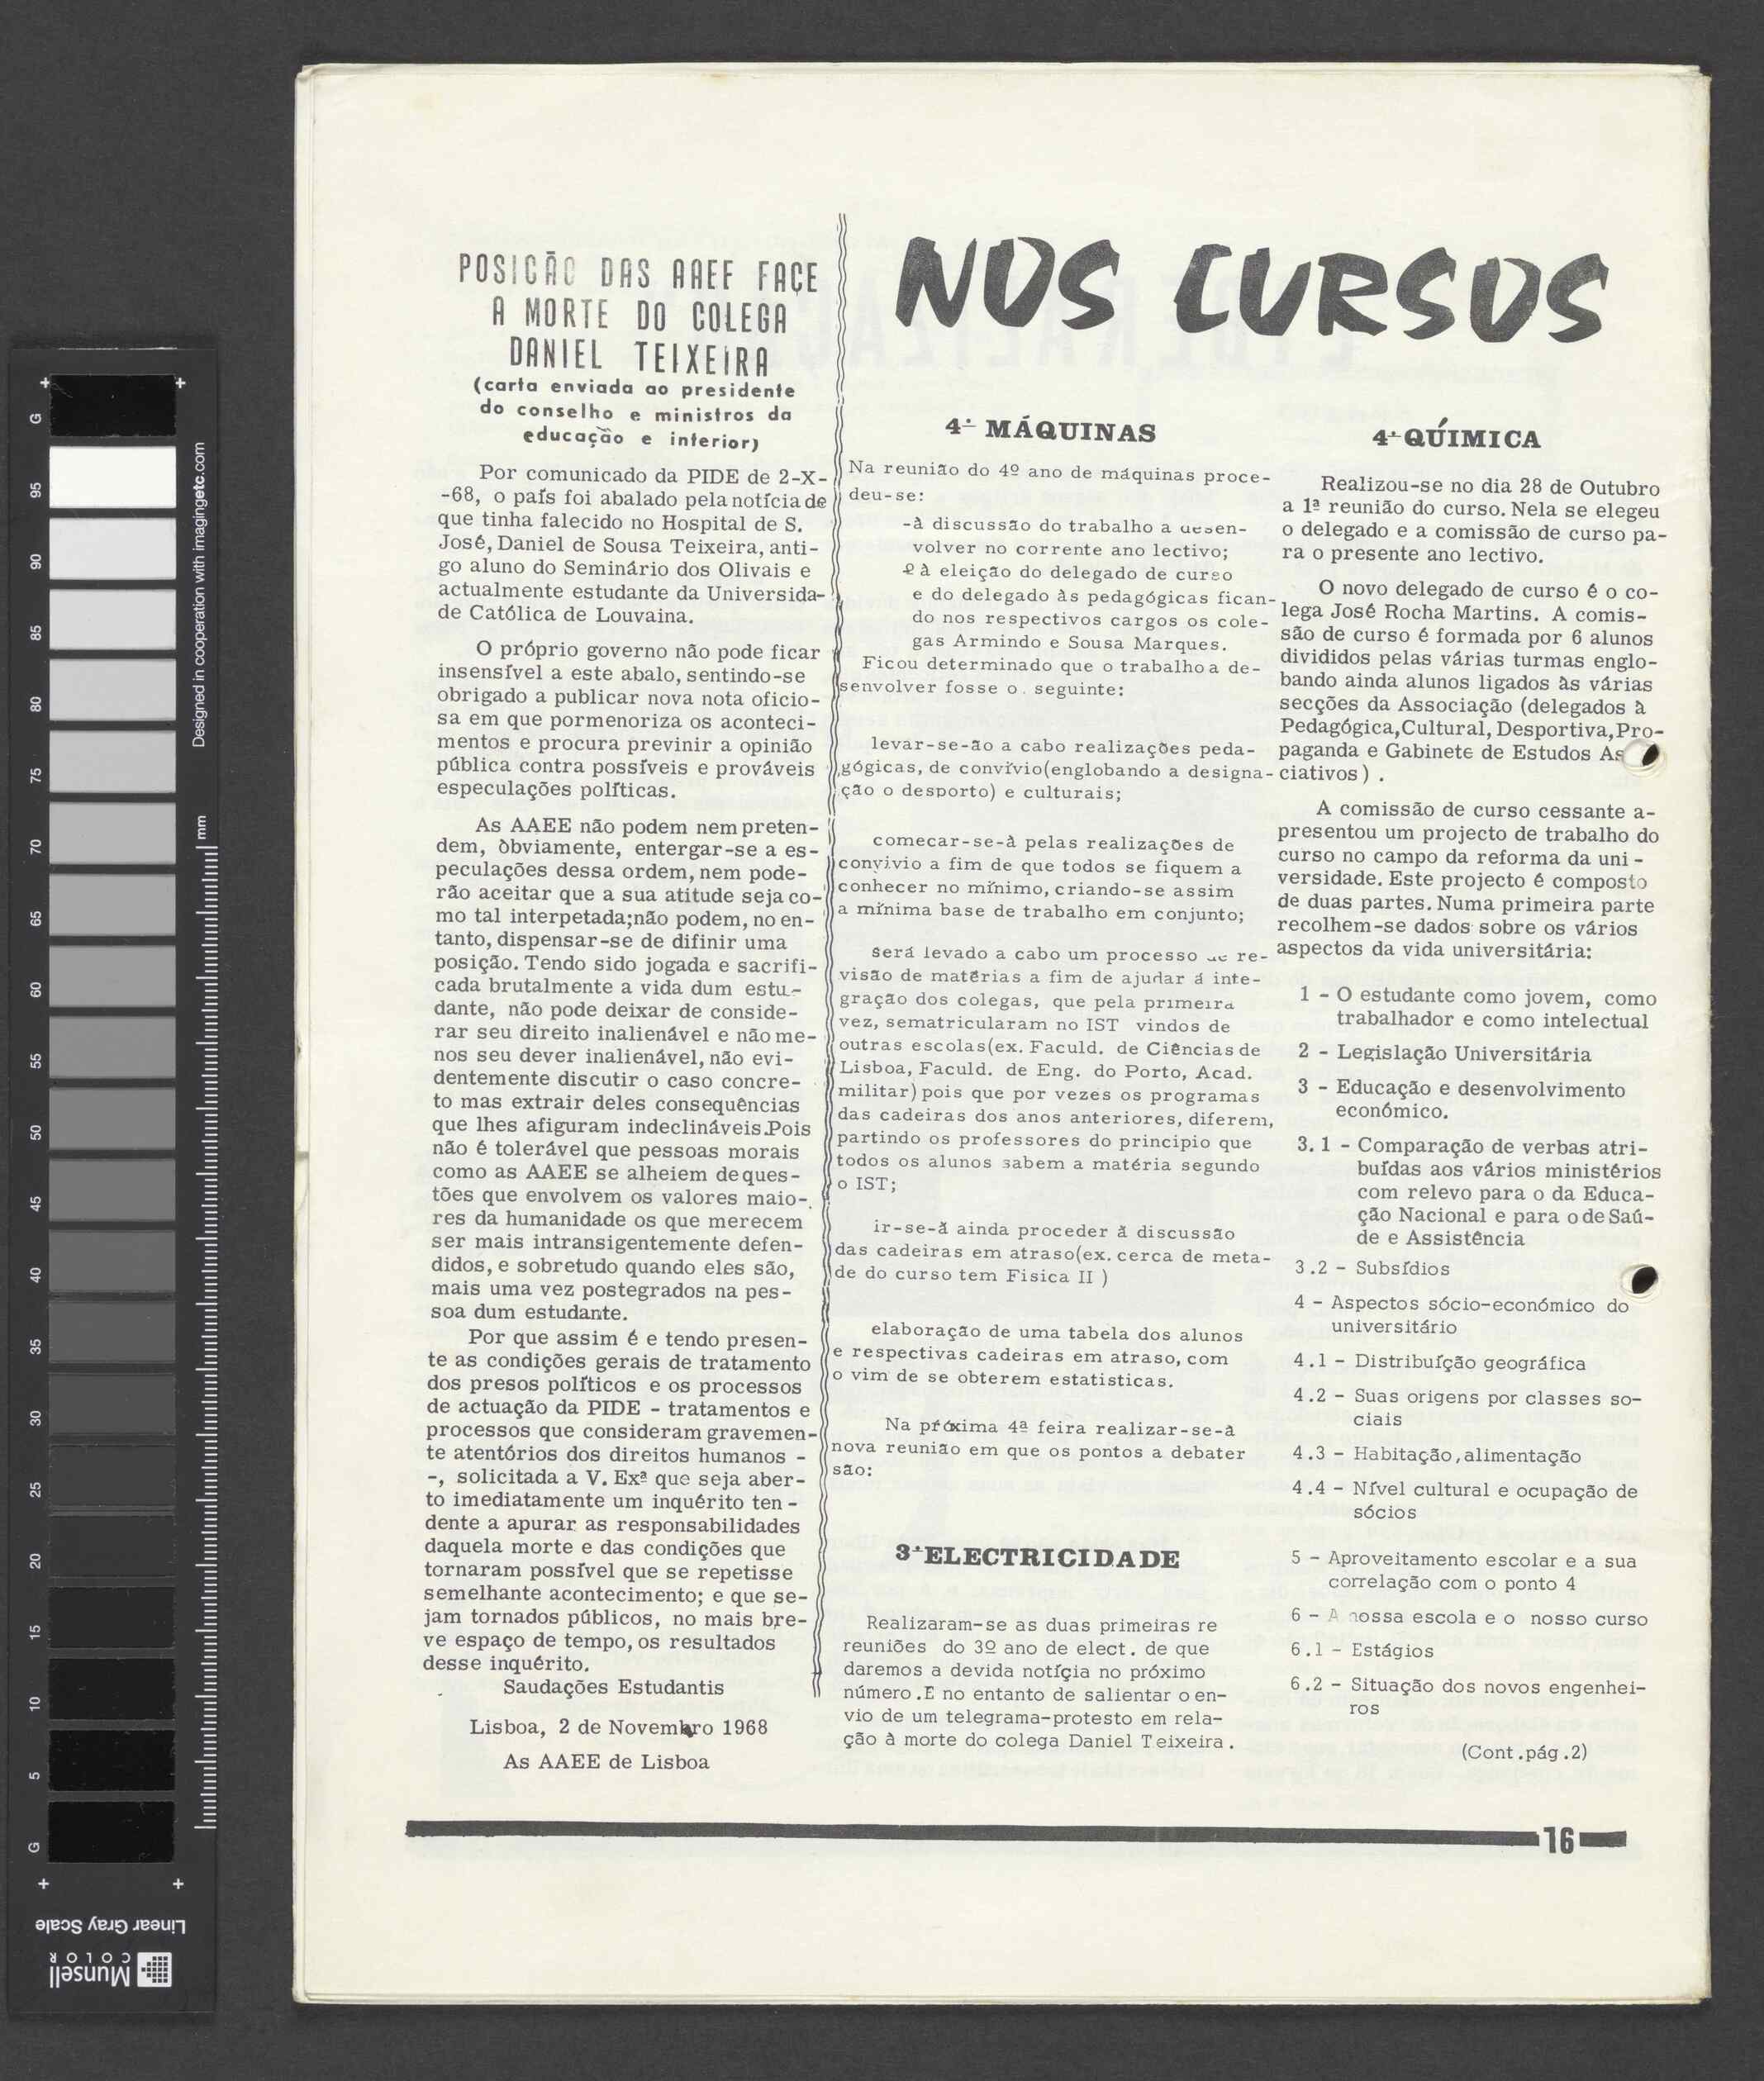 POSIÇÃO DAS AAEE FACE
A MORTE DO COLEGA
DANIEL TEIXEIRA
(carta enviada ao presidente
do conselho e ministros da
educação e interior)
Por comunicado da PIDE de 2-X-
-68, o país foi abalado pela notícia de
que tinha falecido no Hospital de S.
José, Daniel de Sousa Teixeira, anti-
go aluno do Seminário dos Olivais e
actualmente estudante da Universida-
de Católica de Louvaina.
O próprio governo não pode ficar
insensível a este abalo, sentindo-se
obrigado a publicar nova nota oficio-
sa em que pormenoriza os aconteci-
mentos e procura previnir a opinião
pública contra possíveis e prováveis
especulações políticas.
As AAEE não podem nem preten-
dem, òbviamente, entergar-se a es-
peculações dessa ordem, nem pode-
rão aceitar que a sua atitude seja co-
mo tal interpetada;não podem, no en-
tanto, dispensar-se de difinir uma
posição. Tendo sido jogada e sacrifi-
cada brutalmente a vida dum estu-
dante, não pode deixar de conside-
rar seu direito inalienável e não me-
nos seu dever inalienável, não evi-
dentemente discutir o caso concre-
to mas extrair deles consequências
que lhes afiguram indeclináveis.Pois
não é tolerável que pessoas morais
como as AAEE se alheiem de ques-
tões que envolvem os valores maio-
res da humanidade os que merecem
ser mais intransigentemente defen-
didos, e sobretudo quando eles são,
mais uma vez postegrados na pes-
soa dum estudante.
Por que assim é e tendo presen-
te as condições gerais de tratamento
dos presos políticos e os processos
de actuação da PIDE - tratamentos e
processos que consideram gravemen-
te atentórios dos direitos humanos -
-, solicitada a V. Exª que seja aber-
to imediatamente um inquérito ten -
dente a apurar as responsabilidades
daquela morte e das condições que
tornaram possível que se repetisse
semelhante acontecimento; e que se-
jam tornados públicos, no mais bre-
ve espaço de tempo, os resultados
desse inquérito.
Saudações Estudantis
Lisboa, 2 de Novembro 1968
As AAEE de Lisboa
NOS CURSOS
4º MÁQUINAS
Na reunião do 4º ano de máquinas proce-
deu-se:
-à discussão do trabalho a desen-
volver no corrente ano lectivo;
e à eleição do delegado de curso
e do delegado às pedagógicas fican-
do nos respectivos cargos os cole-
gas Armindo e Sousa Marques.
Ficou determinado que o trabalho a de-
senvolver fosse o seguinte:
levar-se-ão a cabo realizações peda-
gógicas, de convívio(englobando a designa-
ção o desporto) e culturais;
comecar-se-à pelas realizações de
convivio a fim de que todos se fiquem a
conhecer no mínimo, criando-se assim
a mínima base de trabalho em conjunto;
será levado a cabo um processo de re-
visão de matérias a fim de ajudar á inte-
gração dos colegas, que pela primeira
vez, sematricularam no IST vindos de
outras escolas(ex. Faculd. de Ciências de
Lisboa, Faculd. de Eng. do Porto, Acad.
militar) pois que por vezes os programas
das cadeiras dos anos anteriores, diferem,
partindo os professores do principio que
todos os alunos sabem a matéria segundo
o IST;
ir-se-ă ainda proceder ă discussão
das cadeiras em atraso(ex. cerca de meta-
de do curso tem Fisica II )
elaboração de uma tabela dos alunos
e respectivas cadeiras em atraso, com
o vim de se obterem estatisticas.
Na próxima 4ª feira realizar-se-à
nova reunião em que os pontos a debater
são:
3º ELECTRICIDADE
Realizaram-se as duas primeiras re
reuniões do 3º ano de elect. de que
daremos a devida notíçia no próximo
número .E no entanto de salientar o en-
vio de um telegrama-protesto em rela-
ção à morte do colega Daniel Teixeira.
4º QUÍMICA
Realizou-se no dia 28 de Outubro
a 1ª reunião do curso. Nela se elegeu
o delegado e a comissão de curso pa-
ra o presente ano lectivo.
O novo delegado de curso é o co-
lega José Rocha Martins. A comis-
são de curso é formada por 6 alunos
divididos pelas várias turmas englo-
bando ainda alunos ligados às várias
secções da Associação (delegados à
Pedagógica,Cultural, Desportiva, Pro-
paganda e Gabinete de Estudos As
ciativos ) .
A comissão de curso cessante a-
presentou um projecto de trabalho do
curso no campo da reforma da uni -
versidade. Este projecto é composto
de duas partes. Numa primeira parte
recolhem-se dados sobre os vários
aspectos da vida universitária:
1 - O estudante como jovem, como
trabalhador e como intelectual
2 - Legislação Universitária
3 - Educação e desenvolvimento
económico.
3.1 - Comparação de verbas atri-
buídas aos vários ministérios
com relevo para o da Educa-
ção Nacional e para o de Saú-
de e Assistência
3.2 - Subsídios
4 - Aspectos sócio-económico do
universitário
4.1 - Distribuíção geográfica
4.2 - Suas origens por classes so-
ciais
4.3 - Habitação,alimentação
4.4 - Nível cultural e ocupação de
sócios
5 - Aproveitamento escolar e a sua
correlação com o ponto 4
6 - A nossa escola e o nosso curso
6.1 - Estágios
6.2 - Situação dos novos engenhei-
ros
(Cont.pág.2)
16
G
95
90
85
80
75
70
65
60
55
50
45
40
35
30
25
20
15
10
5
G
mm
Designed in cooperation with imagingetc.com
Linear Gray Scale
Munsell
COLOR